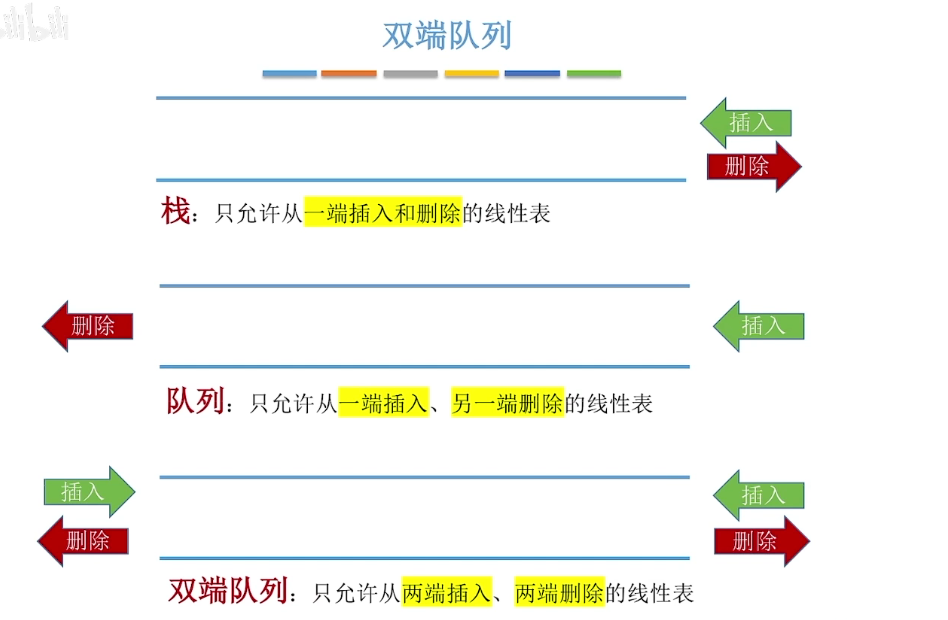 双端队列
插入
删除
栈：只允许从一端插入和删除的线性表
删除
插入
队列：只允许从一端插入、另一端删除的线性表
插入
插入
删除
删除
双端队列：只允许从两端插入、两端删除的线性表